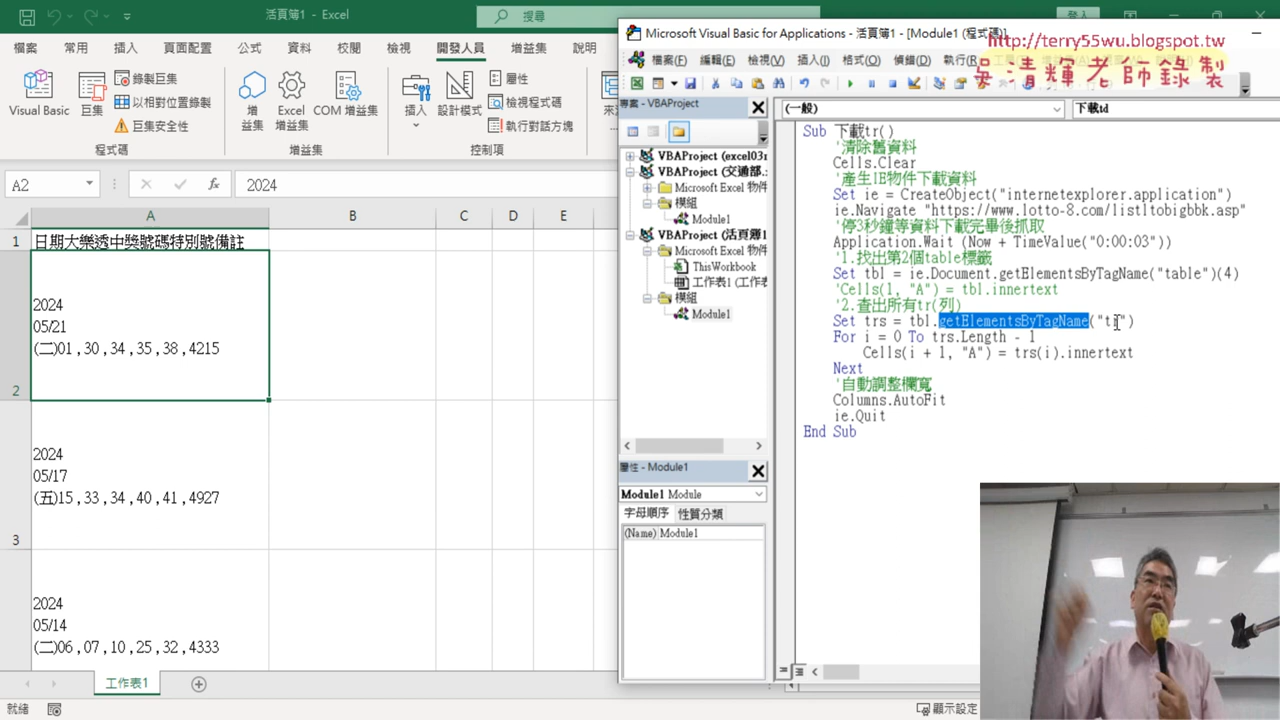 活頁簿1 - Excel
搜尋
登入
檔案 常用 插入 頁面配置 公式 資料 校閱 檢視 開發人員 增益集 說明
Visual Basic
巨集
錄製巨集
以相對位置錄製
巨集安全性
程式碼
增益集
Excel 增益集
COM 增益集
增益集
插入
設計模式
屬性
檢視程式碼
執行對話方塊
控制項
A2
fx
2024
A B C D E
1
日期大樂透中獎號碼特別號備註
2024
05/21
(二)01 , 30 , 34 , 35 , 38 , 4215
2
2024
05/17
(五)15 , 33 , 34 , 40 , 41 , 4927
3
2024
05/14
(二)06 , 07 , 10 , 25 , 32 , 4333
工作表1
就緒
顯示設定
Microsoft Visual Basic for Applications - 活頁簿1 - [Module1 (程式碼)]
http://terry55wu.blogspot.tw
吳清輝老師錄製
檔案(F) 編輯(E) 檢視(V) 插入(I) 格式(O) 偵錯(D)
專案 - VBAProject
VBAProject (excel03
VBAProject (交通部.
Microsoft Excel 物件
模組
Module1
VBAProject (活頁簿1
Microsoft Excel 物件
ThisWorkbook
工作表1 (工作表
模組
Module1
屬性 - Module1
Module1 Module
字母順序 性質分類
(Name) Module1
(一般)
下載td
Sub 下載tr()
'清除舊資料
Cells.Clear
'產生IE物件下載資料
Set ie = CreateObject("internetexplorer.application")
ie.Navigate "https://www.lotto-8.com/listltobigbbk.asp"
'停3秒鐘等資料下載完畢後抓取
Application.Wait (Now + TimeValue("0:00:03"))
'1.找出第2個table標籤
Set tbl = ie.Document.getElementsByTagName("table")(4)
'Cells(1, "A") = tbl.innertext
'2.查出所有tr(列)
Set trs = tbl.getElementsByTagName("tr")
For i = 0 To trs.Length - 1
Cells(i + 1, "A") = trs(i).innertext
Next
'自動調整欄寬
Columns.AutoFit
ie.Quit
End Sub